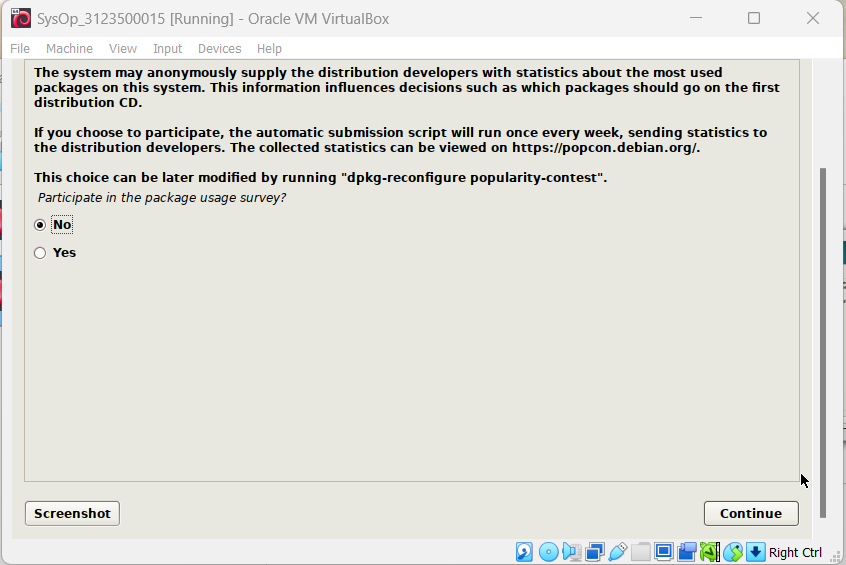 SysOp_3123500015 [Running] - Oracle VM VirtualBox
File Machine View Input Devices Help
The system may anonymously supply the distribution developers with statistics about the most used
packages on this system. This information influences decisions such as which packages should go on the first
distribution CD.
If you choose to participate, the automatic submission script will run once every week, sending statistics to
the distribution developers. The collected statistics can be viewed on https://popcon.debian.org/.
This choice can be later modified by running "dpkg-reconfigure popularity-contest".
Participate in the package usage survey?
No
Yes
Screenshot
Continue
Right Ctrl